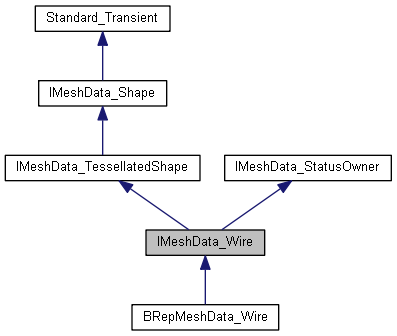 Standard_Transient
IMeshData_Shape
IMeshData_TessellatedShape
IMeshData_StatusOwner
IMeshData_Wire
BRepMeshData_Wire